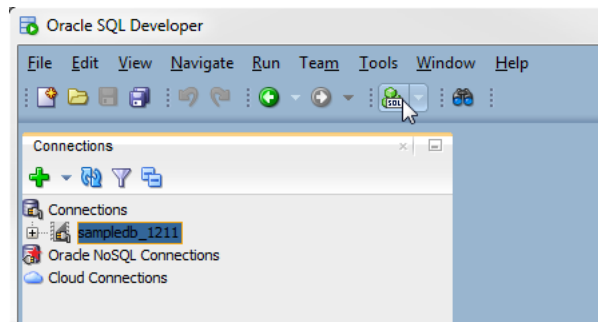 Oracle SQL Developer
File Edit View Navigate Run Team Tools Window Help
SQL
Connections
Connections
sampledb_1211
Oracle NoSQL Connections
Cloud Connections